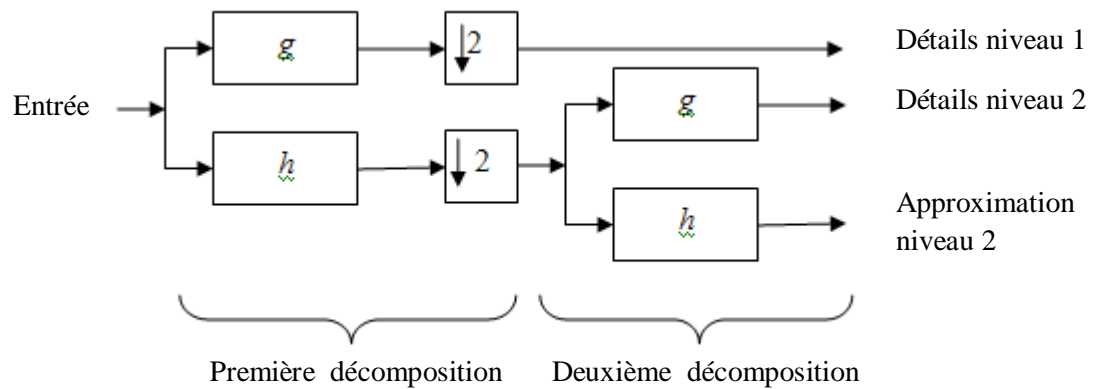 g
↓2
Détails niveau 1
Entrée
g
Détails niveau 2
h
↓ 2
h
Approximation
niveau 2
Première décomposition
Deuxième décomposition